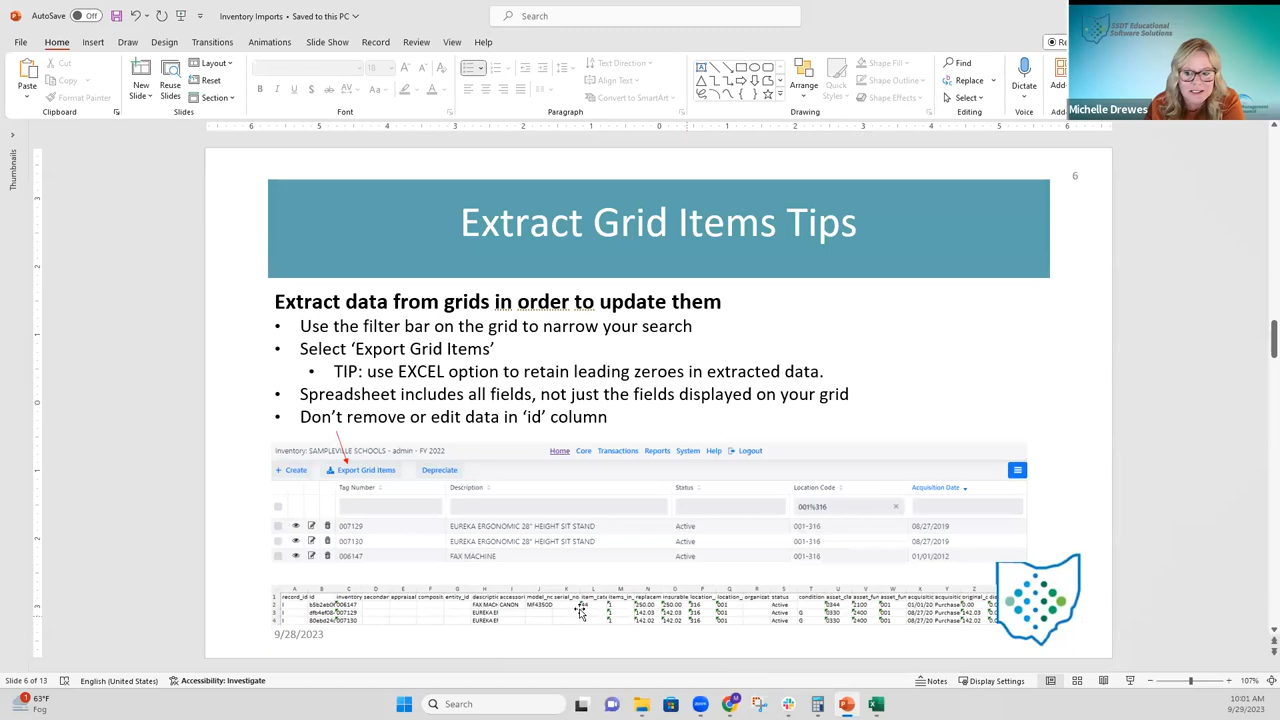 AutoSave Off Inventory Imports • Saved to this PC Search
File Home Insert Draw Design Transitions Animations Slide Show Record Review View Help
Paste Cut Copy Format Painter Clipboard
New Slide Reuse Slides Layout Reset Section Slides
Font
Text Direction Align Text Convert to SmartArt Paragraph
Arrange Quick Styles Shape Fill Shape Outline Shape Effects Drawing
Find Replace Select Editing
Dictate Voice
SSDT Educational
Software Solutions
Michelle Drewes
Thumbnails
6
Extract Grid Items Tips
Extract data from grids in order to update them
• Use the filter bar on the grid to narrow your search
• Select ‘Export Grid Items’
• TIP: use EXCEL option to retain leading zeroes in extracted data.
• Spreadsheet includes all fields, not just the fields displayed on your grid
• Don’t remove or edit data in ‘id’ column
Inventory: SAMPLEVILLE SCHOOLS - admin - FY 2022 Home Core Transactions Reports System Help Logout
+ Create Export Grid Items Depreciate
Tag Number Description Status Location Code Acquisition Date
001%316
007129 EUREKA ERGONOMIC 28" HEIGHT SIT STAND Active 001-316 08/27/2019
007130 EUREKA ERGONOMIC 28" HEIGHT SIT STAND Active 001-316 08/27/2019
006147 FAX MACHINE Active 001-316 01/01/2012
9/28/2023
Slide 6 of 13 English (United States) Accessibility: Investigate Notes Display Settings 107%
63°F
Fog
Search
10:01 AM
9/29/2023